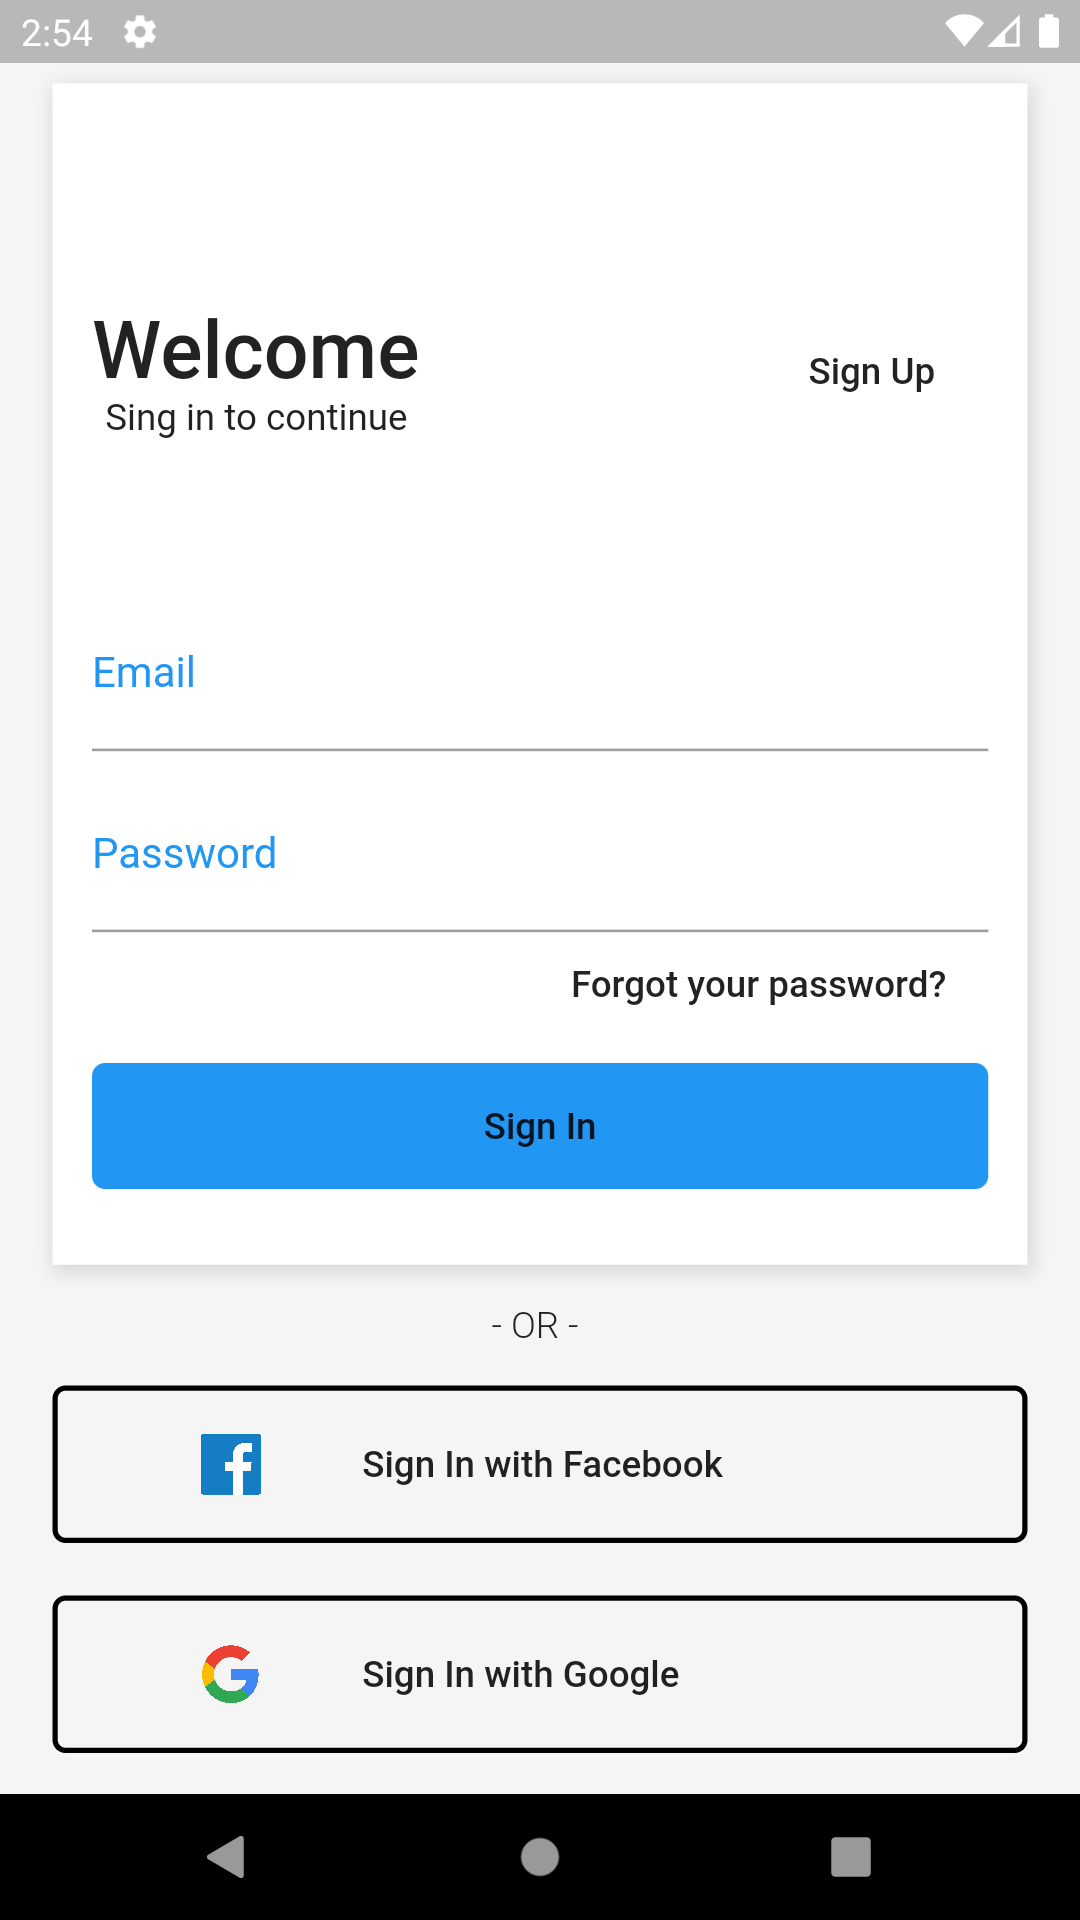 2:54
Welcome
Sign Up
Sing in to continue
Email
Password
Forgot your password?
Sign In
- OR -
Sign In with Facebook
Sign In with Google